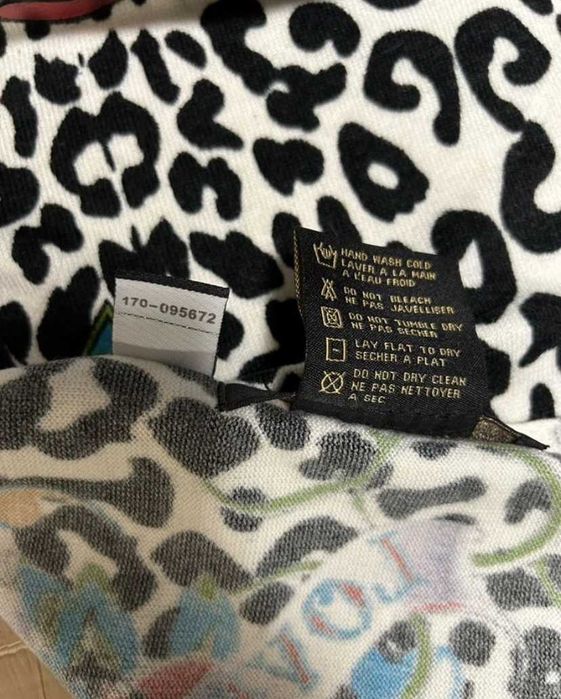 170-095672
HAND WASH COLD
LAVER A LA MAIN
A L'EAU FROID
DO NOT BLEACH
NE PAS JAVELLISER
DO NOT TUMBLE DRY
NE PAS SECHER
LAY FLAT TO DRY
SECHER A PLAT
DO NOT DRY CLEAN
NE PAS NETTOYER
A SEC